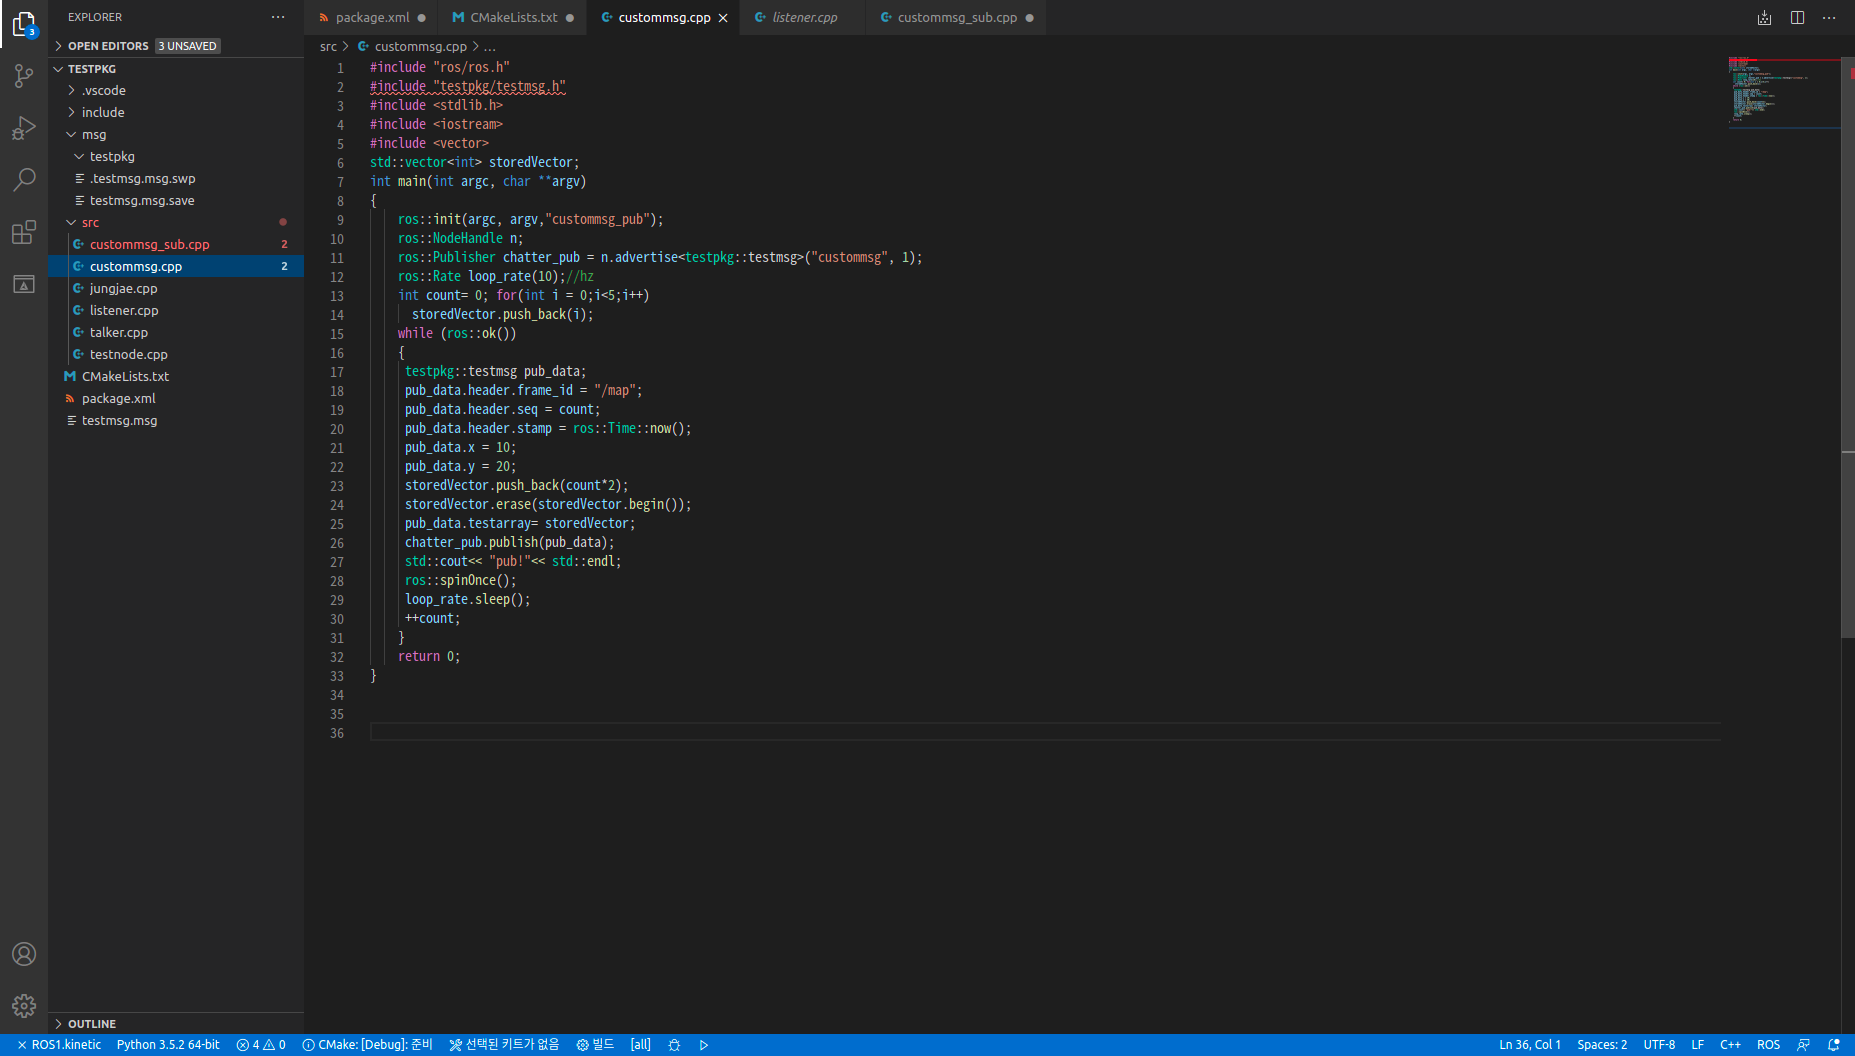 EXPLORER
OPEN EDITORS 3 UNSAVED
TESTPKG
.vscode
include
msg
testpkg
.testmsg.msg.swp
testmsg.msg.save
src
custommsg_sub.cpp 2
custommsg.cpp 2
jungjae.cpp
listener.cpp
talker.cpp
testnode.cpp
CMakeLists.txt
package.xml
testmsg.msg
OUTLINE
3
package.xml CMakeLists.txt custommsg.cpp listener.cpp custommsg_sub.cpp
src > custommsg.cpp > ...
1 #include "ros/ros.h"
2 #include "testpkg/testmsg.h"
3 #include <stdlib.h>
4 #include <iostream>
5 #include <vector>
6 std::vector<int> storedVector;
7 int main(int argc, char **argv)
8 {
9 ros::init(argc, argv,"custommsg_pub");
10 ros::NodeHandle n;
11 ros::Publisher chatter_pub = n.advertise<testpkg::testmsg>("custommsg", 1);
12 ros::Rate loop_rate(10);//hz
13 int count= 0; for(int i = 0;i<5;i++)
14 storedVector.push_back(i);
15 while (ros::ok())
16 {
17 testpkg::testmsg pub_data;
18 pub_data.header.frame_id = "/map";
19 pub_data.header.seq = count;
20 pub_data.header.stamp = ros::Time::now();
21 pub_data.x = 10;
22 pub_data.y = 20;
23 storedVector.push_back(count*2);
24 storedVector.erase(storedVector.begin());
25 pub_data.testarray= storedVector;
26 chatter_pub.publish(pub_data);
27 std::cout<< "pub!"<< std::endl;
28 ros::spinOnce();
29 loop_rate.sleep();
30 ++count;
31 }
32 return 0;
33 }
34
35
36
ROS1.kinetic Python 3.5.2 64-bit 4 0 CMake: [Debug]: 준비 선택된 키트가 없음 빌드 [all] Ln 36, Col 1 Spaces: 2 UTF-8 LF C++ ROS